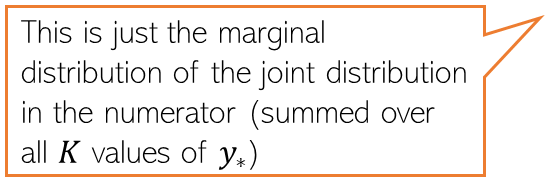 This is just the marginal
distribution of the joint distribution
in the numerator (summed over
all K values of y*)